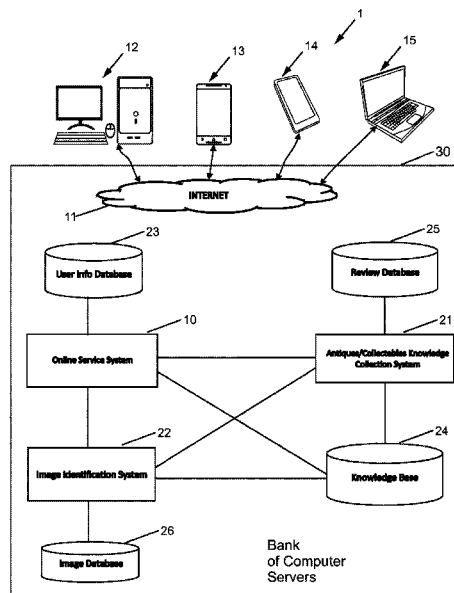 1
12
13
14
15
30
INTERNET
11
23
25
User Info Database
Review Database
10
21
Online Service System
Antiques/Collectables Knowledge
Collection System
22
24
Image Identification System
Knowledge Base
26
Image Database
Bank
of Computer
Servers